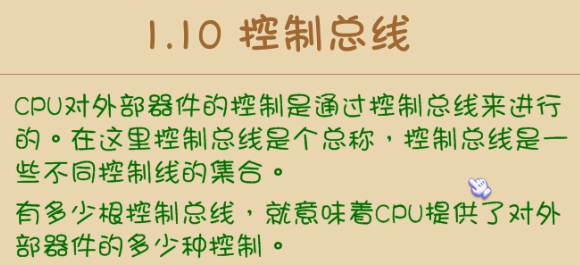 1.10 控制总线
CPU对外部器件的控制是通过控制总线来进行
的。在这里控制总线是个总称，控制总线是一
些不同控制线的集合。
有多少根控制总线，就意味着CPU提供了对外
部器件的多少种控制。